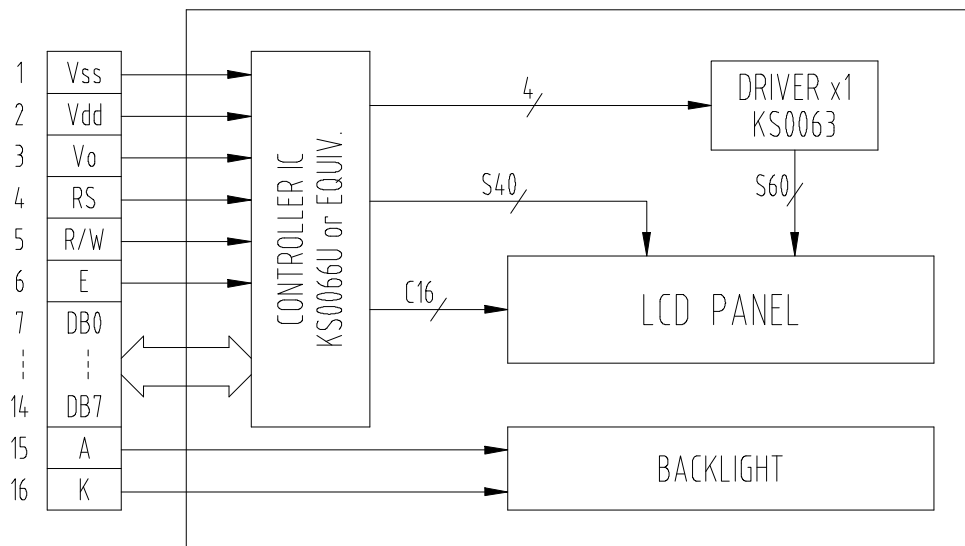 1 Vss
2 Vdd
3 Vo
4 RS
5 R/W
6 E
7 DB0
14 DB7
15 A
16 K
CONTROLLER IC
KS0066U or EQUIV.
4
DRIVER x1
KS0063
S40
S60
C16
LCD PANEL
BACKLIGHT